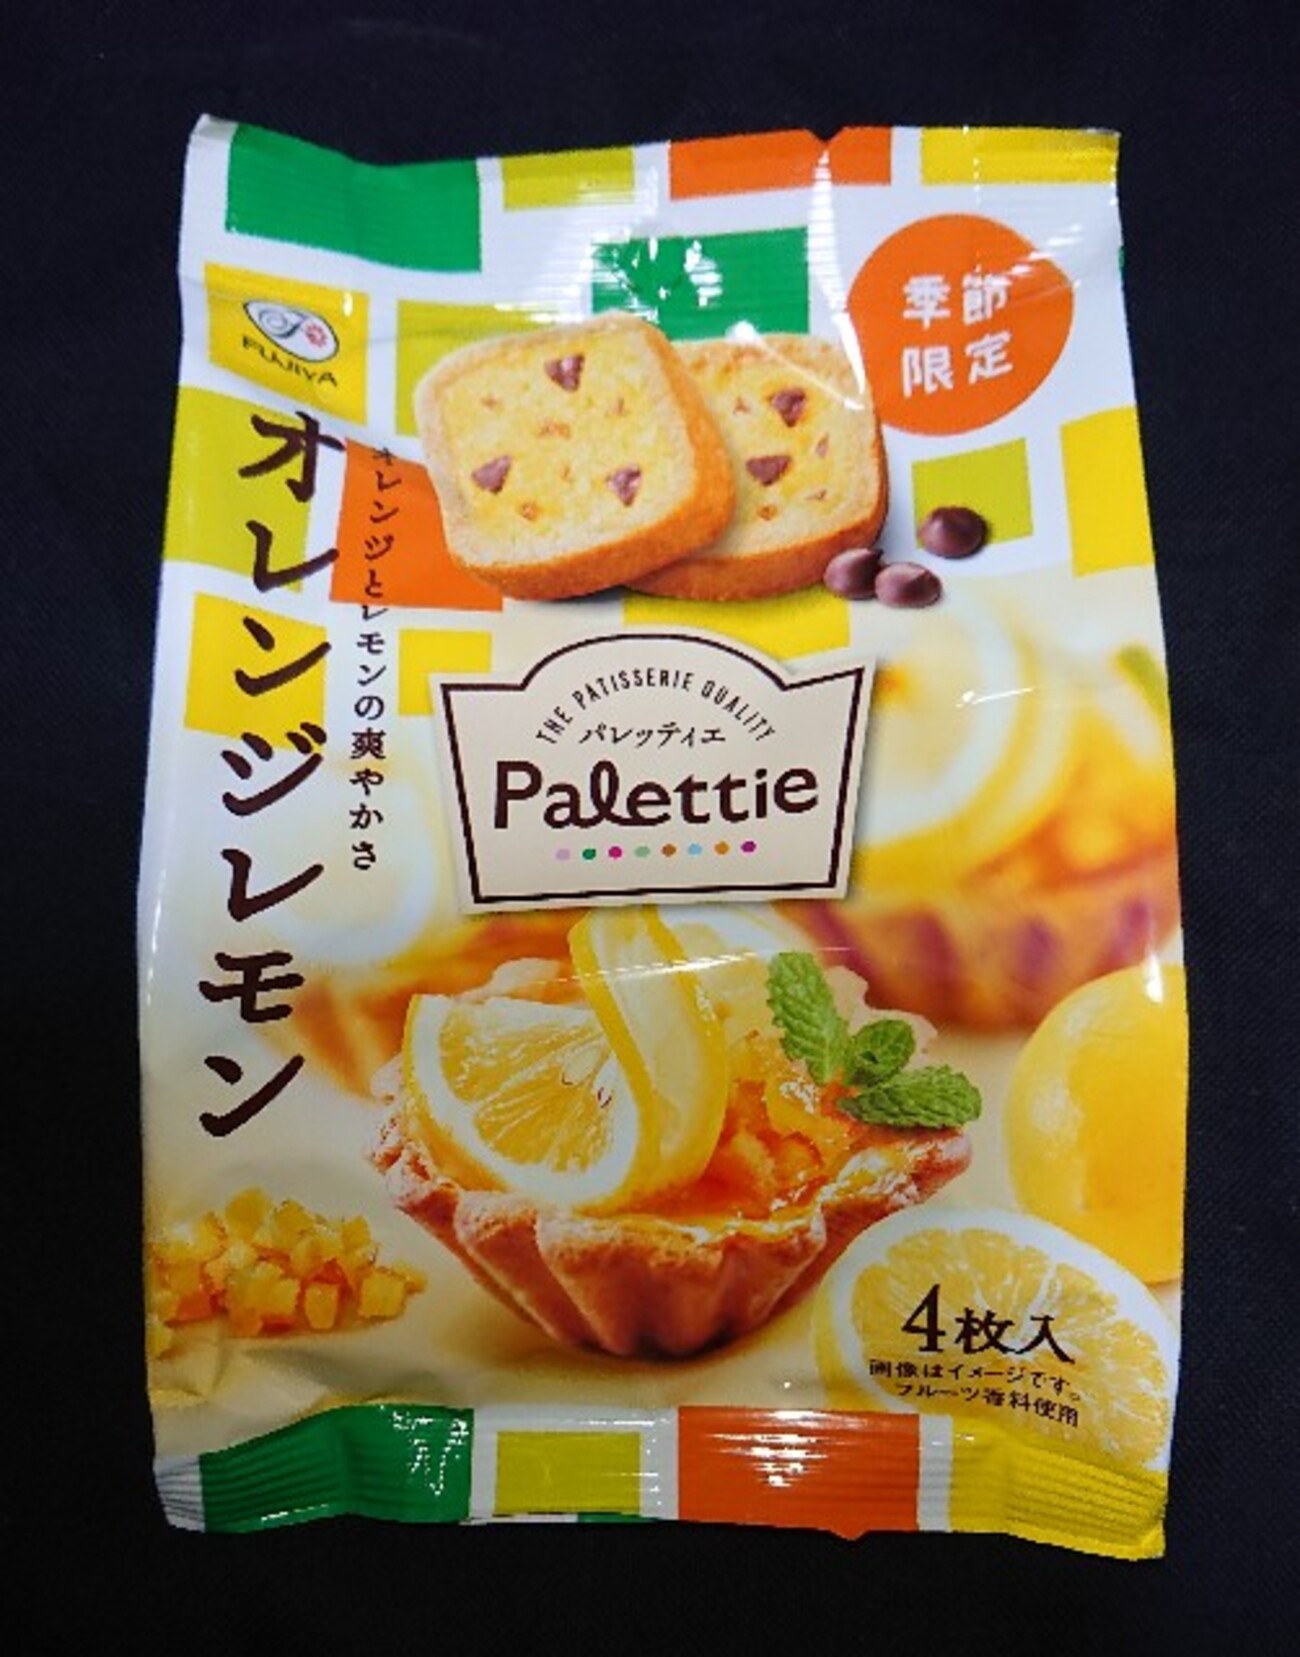 季節
限定
FUJIYA
オレンジレモン
オレンジとレモンの爽やかさ
THE PATISSERIE QUALITY
パレッティエ
Palettie
4枚入
画像はイメージです。
フルーツ香料使用